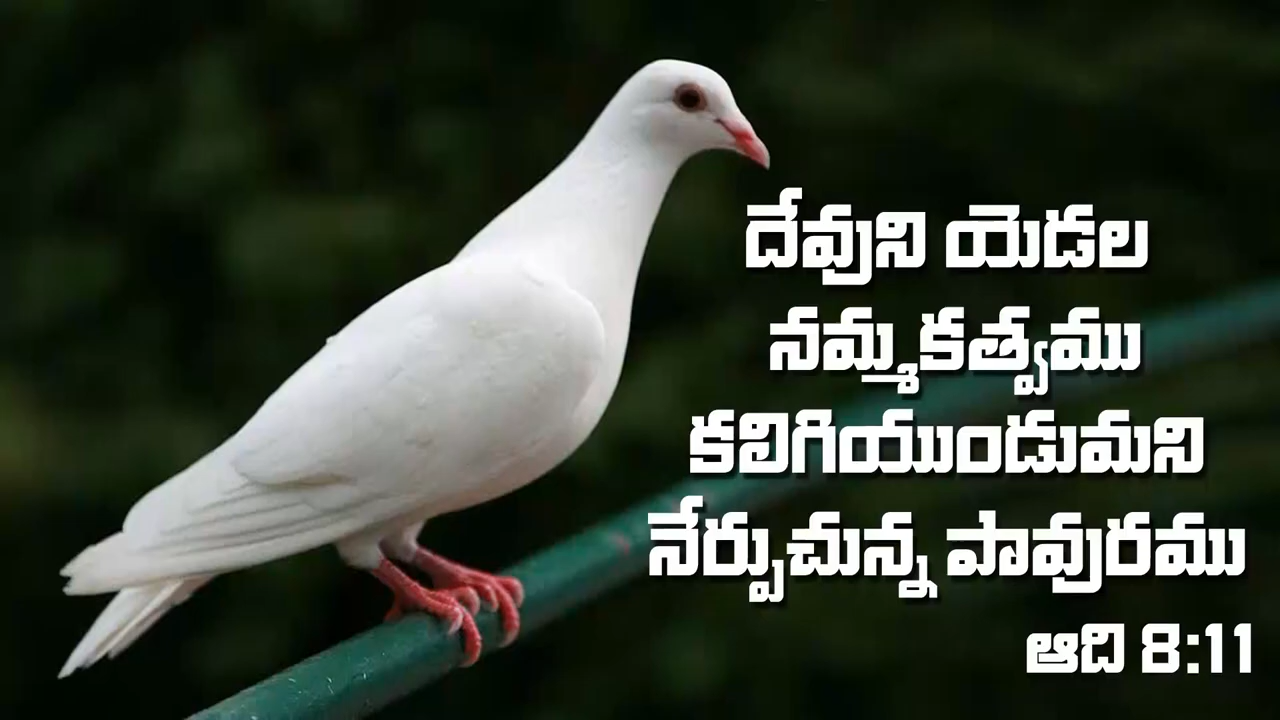 దేవుని యెడల
నమ్మకత్వము
కలిగియుండుమని
నేర్పుచున్న పావురము
ఆది 8:11